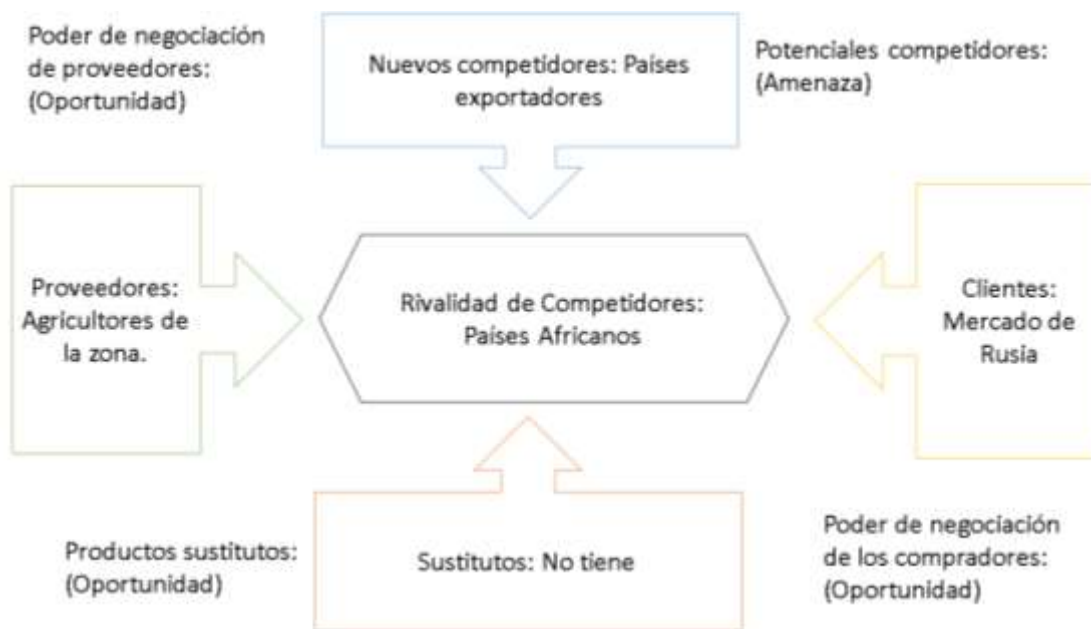 Poder de negociación
de proveedores:
(Oportunidad)
Nuevos competidores: Países
exportadores
Potenciales competidores:
(Amenaza)
Proveedores:
Agricultores de
la zona.
Rivalidad de Competidores:
Países Africanos
Clientes:
Mercado de
Rusia
Productos sustitutos:
(Oportunidad)
Sustitutos: No tiene
Poder de negociación
de los compradores:
(Oportunidad)